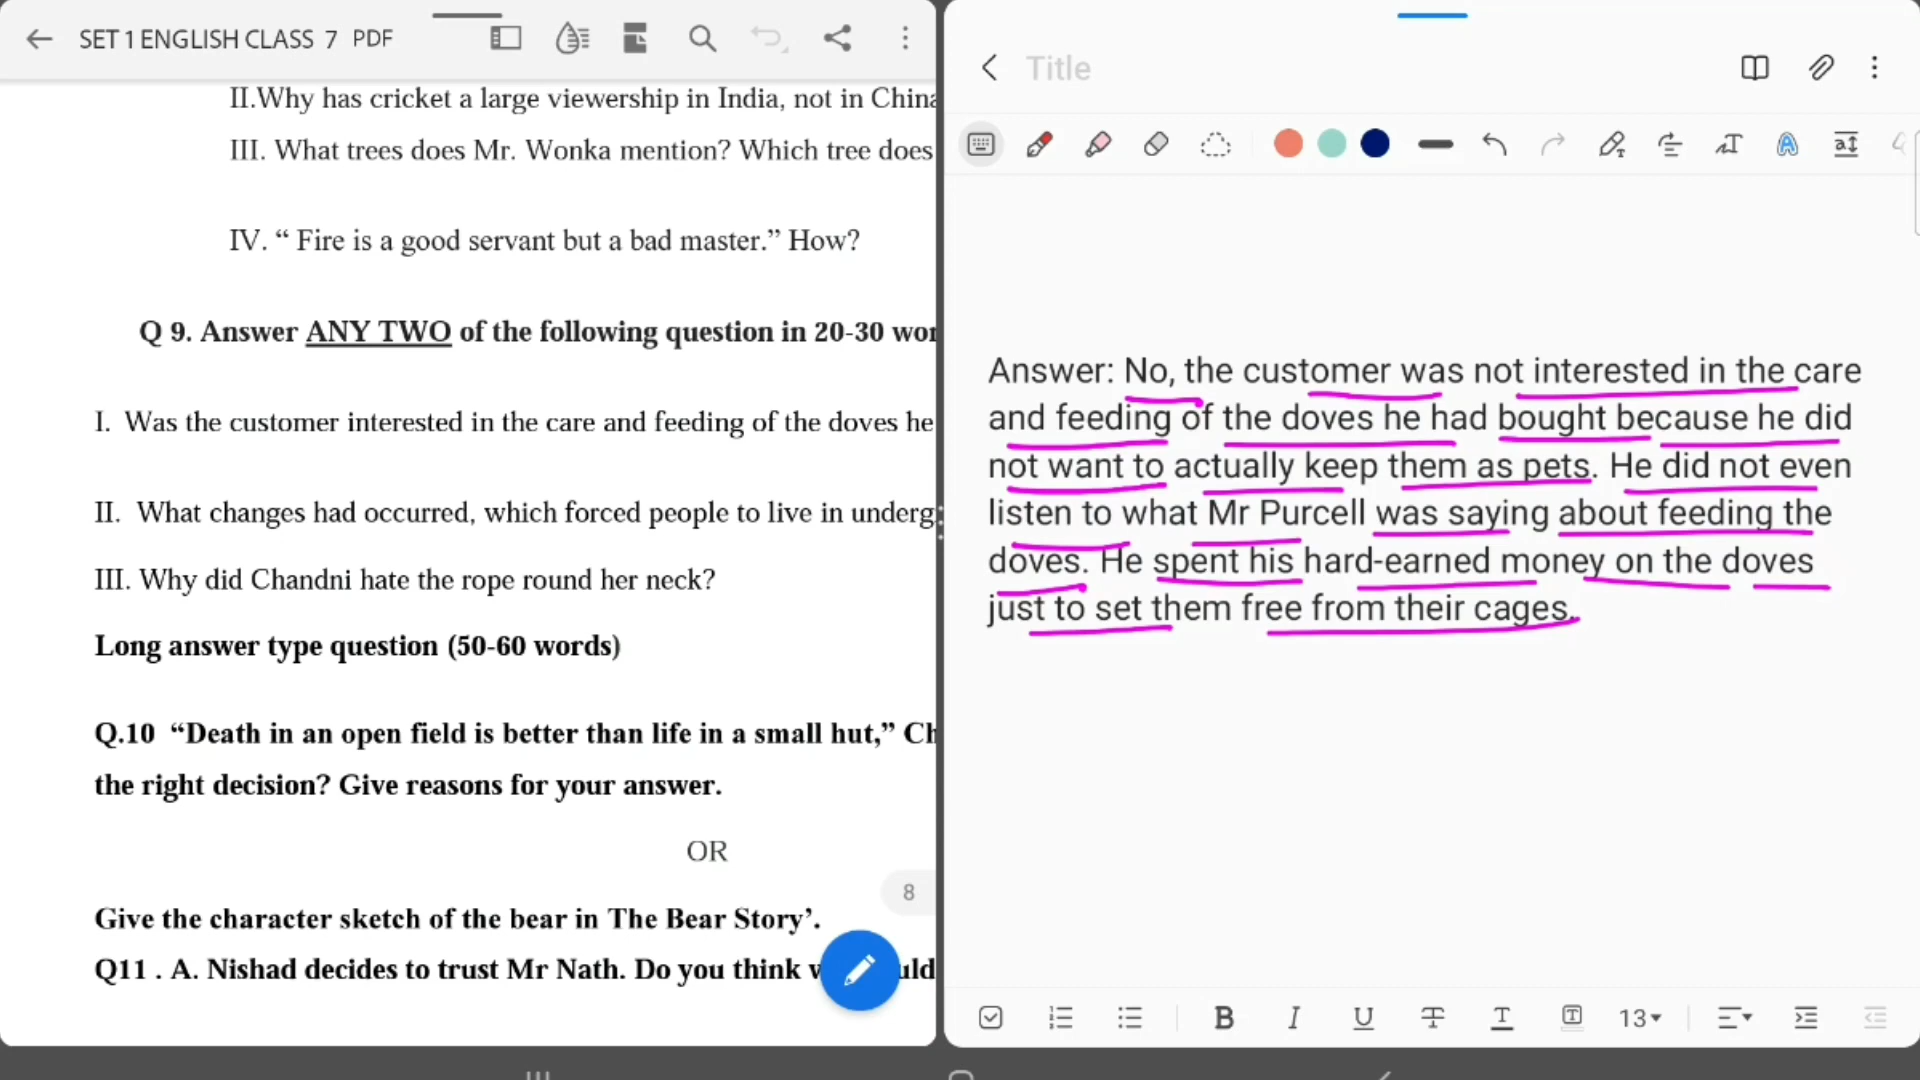 SET 1 ENGLISH CLASS 7 PDF
II.Why has cricket a large viewership in India, not in China
III. What trees does Mr. Wonka mention? Which tree does
IV. “ Fire is a good servant but a bad master.” How?
Q 9. Answer ANY TWO of the following question in 20-30
I. Was the customer interested in the care and feeding of the doves he
II. What changes had occurred, which forced people to live in
III. Why did Chandni hate the rope round her neck?
Long answer type question (50-60 words)
Q.10 “Death in an open field is better than life in a small hut,”
the right decision? Give reasons for your answer.
OR
8
Give the character sketch of the bear in The Bear Story’.
Q11 . A. Nishad decides to trust Mr Nath. Do you think
Title
Answer: No, the customer was not interested in the care
and feeding of the doves he had bought because he did
not want to actually keep them as pets. He did not even
listen to what Mr Purcell was saying about feeding the
doves. He spent his hard-earned money on the doves
just to set them free from their cages.
B I U T T T 13